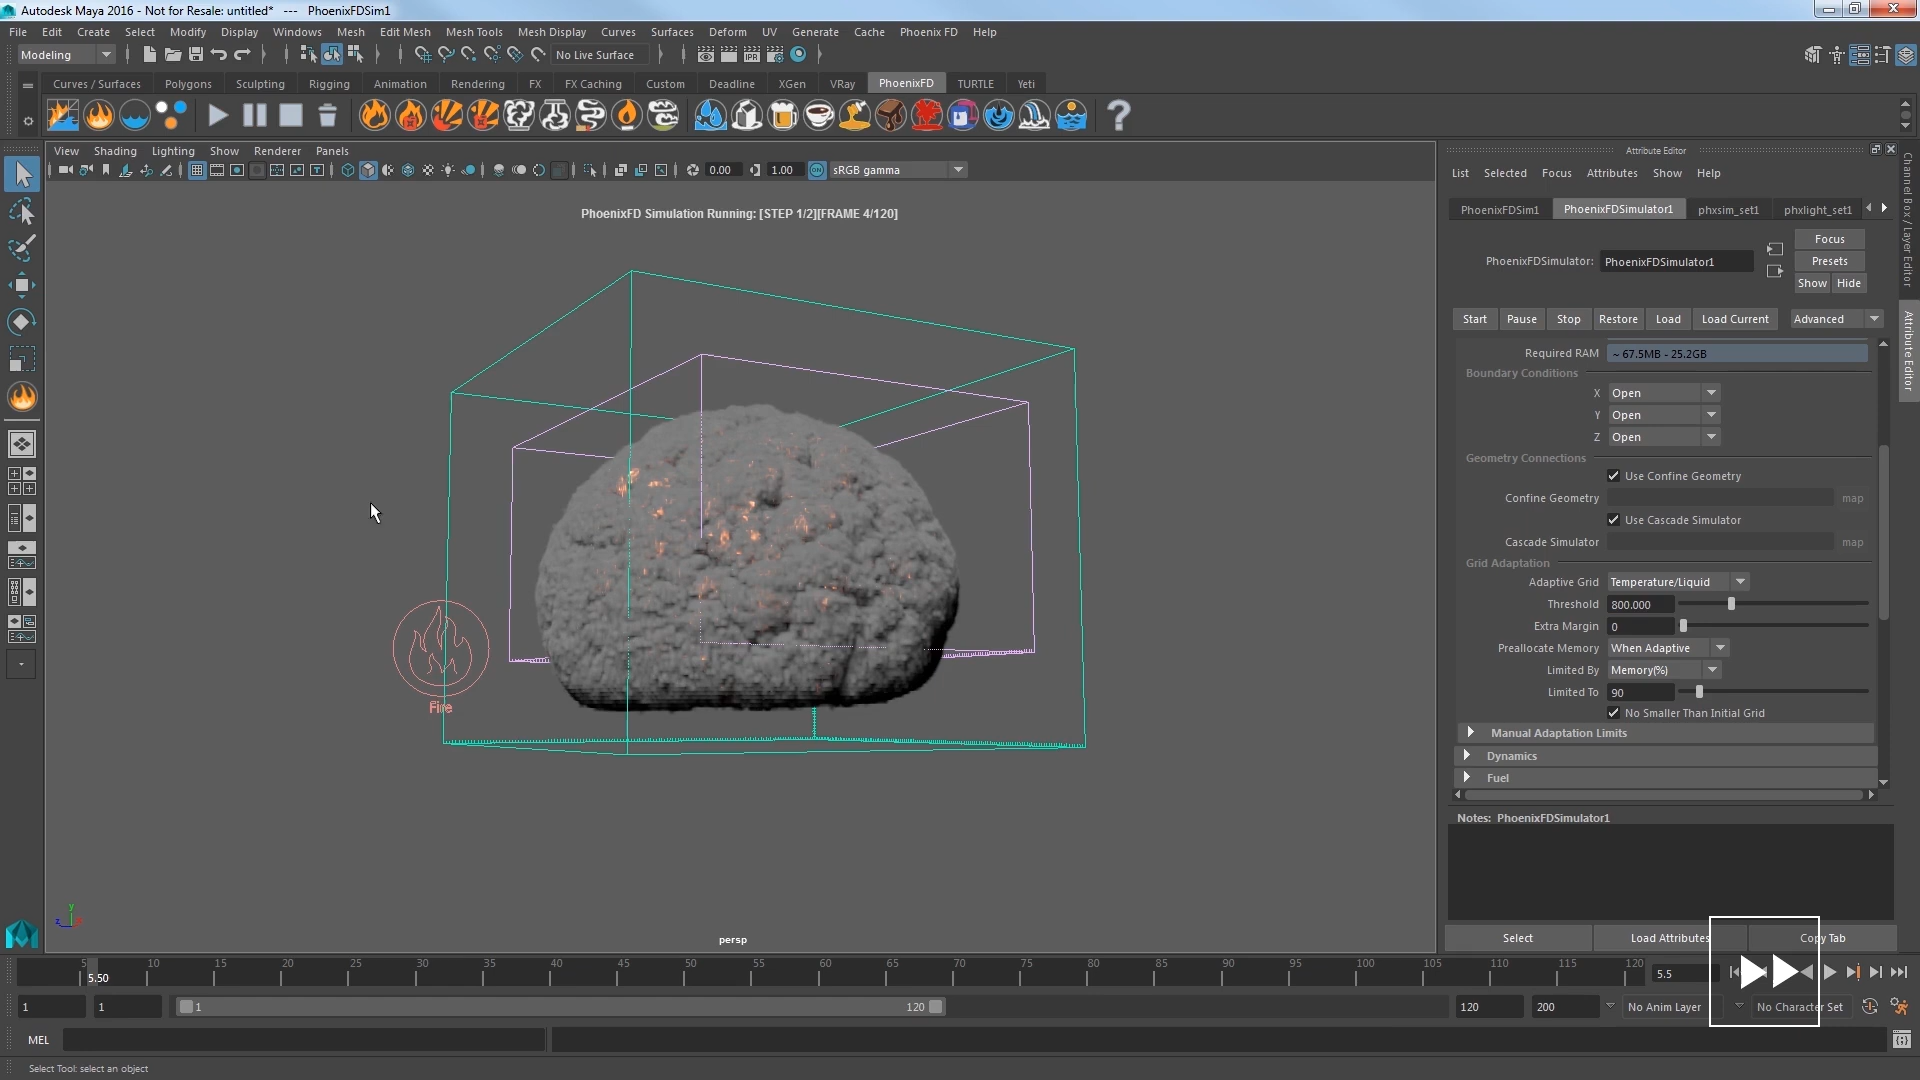 Autodesk Maya 2016 - Not for Resale: untitled*   ---   PhoenixFDSim1
File Edit Create Select Modify Display Windows Mesh Edit Mesh Mesh Tools Mesh Display Curves Surfaces Deform UV Generate Cache Phoenix FD Help
Modeling No Live Surface
Curves / Surfaces Polygons Sculpting Rigging Animation Rendering FX FX Caching Custom Deadline XGen VRay PhoenixFD TURTLE Yeti
View Shading Lighting Show Renderer Panels
0.00 1.00 sRGB gamma
PhoenixFD Simulation Running: [STEP 1/2][FRAME 4/120]
Fire
persp
Attribute Editor
List Selected Focus Attributes Show Help
PhoenixFDSim1 PhoenixFDSimulator1 phxsim_set1 phxlight_set1
Focus
PhoenixFDSimulator: PhoenixFDSimulator1
Presets
Show Hide
Start Pause Stop Restore Load Load Current Advanced
Required RAM ~ 67.5MB - 25.2GB
Boundary Conditions
X Open
Y Open
Z Open
Geometry Connections
Use Confine Geometry
Confine Geometry map
Use Cascade Simulator
Cascade Simulator map
Grid Adaptation
Adaptive Grid Temperature/Liquid
Threshold 800.000
Extra Margin 0
Preallocate Memory When Adaptive
Limited By Memory(%)
Limited To 90
No Smaller Than Initial Grid
Manual Adaptation Limits
Dynamics
Fuel
Notes: PhoenixFDSimulator1
Select Load Attributes Copy Tab
Channel Box / Layer Editor
Attribute Editor
5 10 15 20 25 30 35 40 45 50 55 60 65 70 75 80 85 90 95 100 105 110 115 120
5.50 5.5
1 1 1 120 120 200 No Anim Layer No Character Set
MEL
Select Tool: select an object